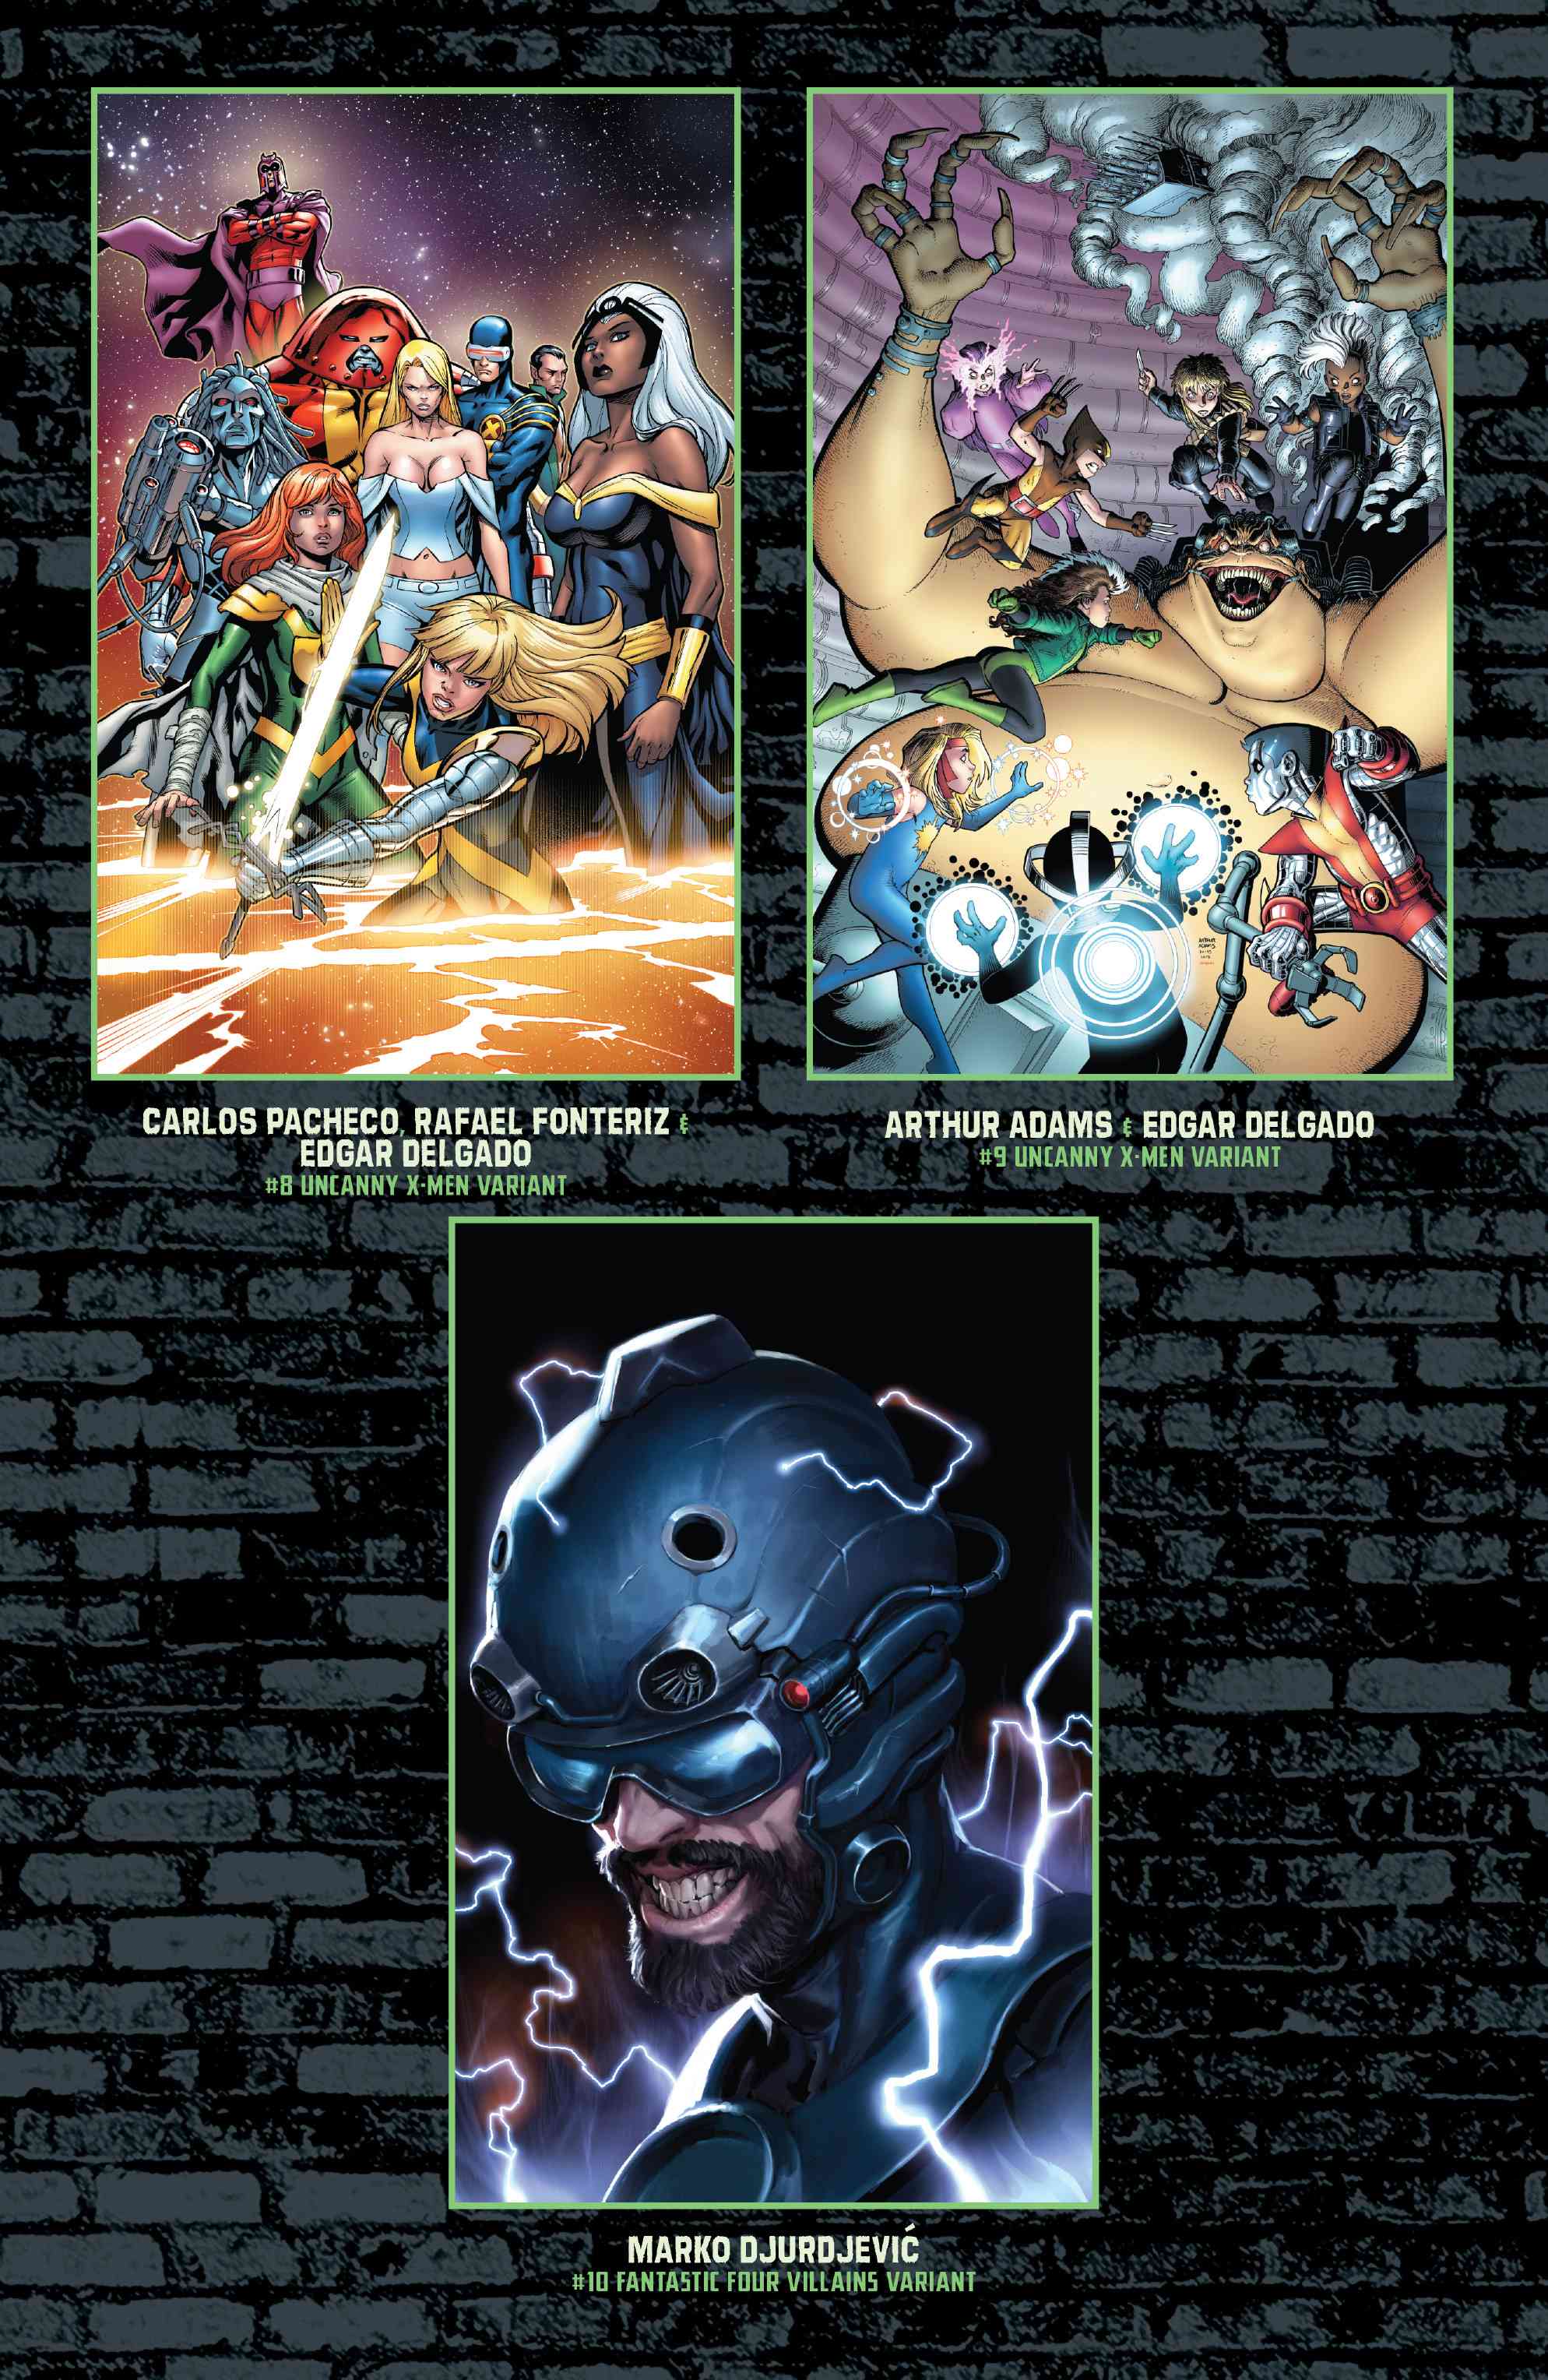 CARLOS PACHECO, RAFAEL FONTERIZ &
EDGAR DELGADO
#8 UNCANNY X-MEN VARIANT
ARTHUR ADAMS & EDGAR DELGADO
#9 UNCANNY X-MEN VARIANT
MARKO DJURDJEVIĆ
#10 FANTASTIC FOUR VILLAINS VARIANT